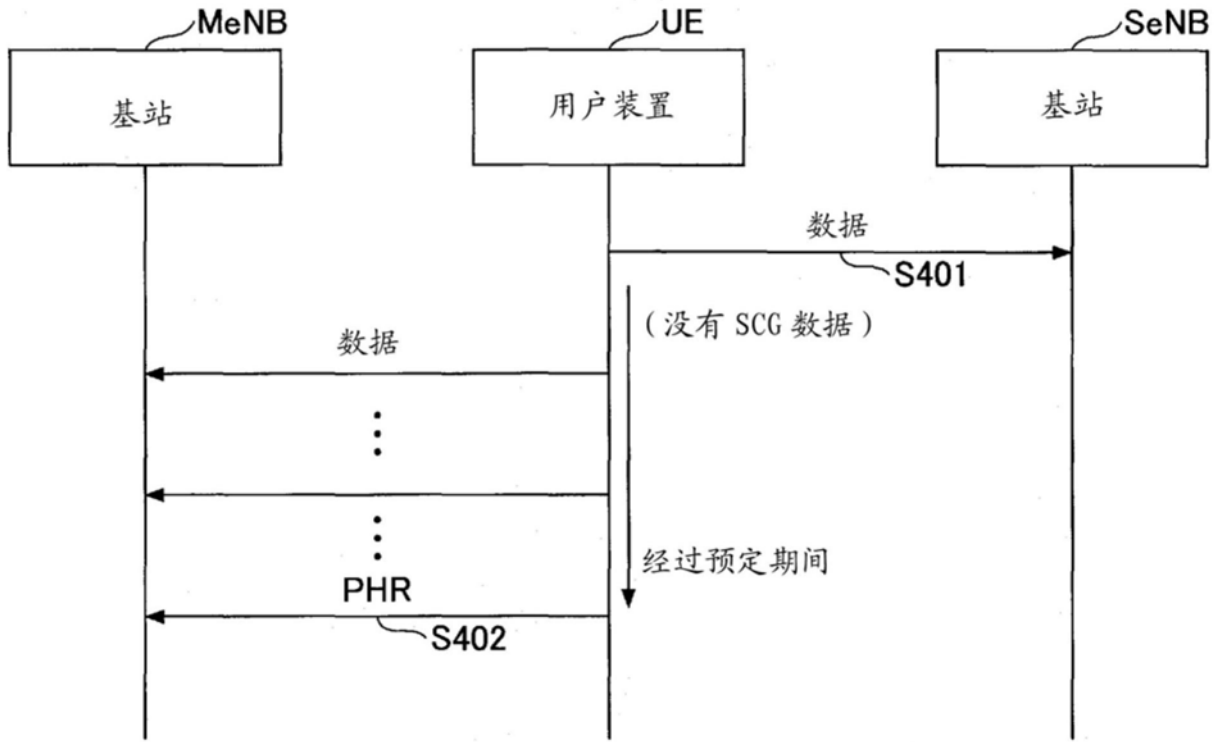 MeNB
UE
SeNB
基站
用户装置
基站
数据
S401
(没有 SCG 数据)
数据
经过预定期间
PHR
S402